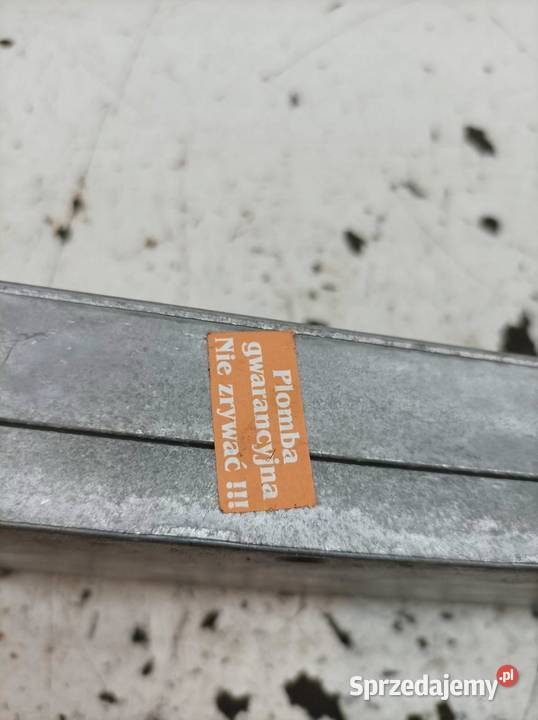 Plomba
gwarancyjna
Nie zrywać !!!
Sprzedajemy.pl